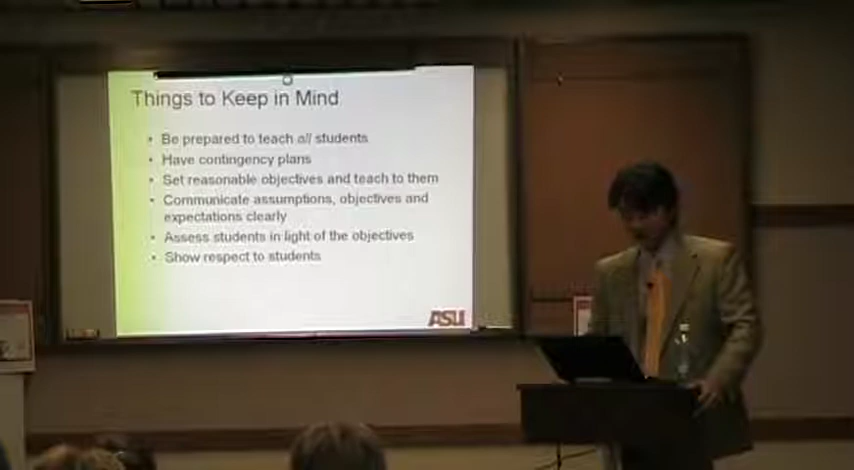 Things to Keep in Mind
• Be prepared to teach all students
• Have contingency plans
• Set reasonable objectives and teach to them
• Communicate assumptions, objectives and
expectations clearly
• Assess students in light of the objectives
• Show respect to students
ASU